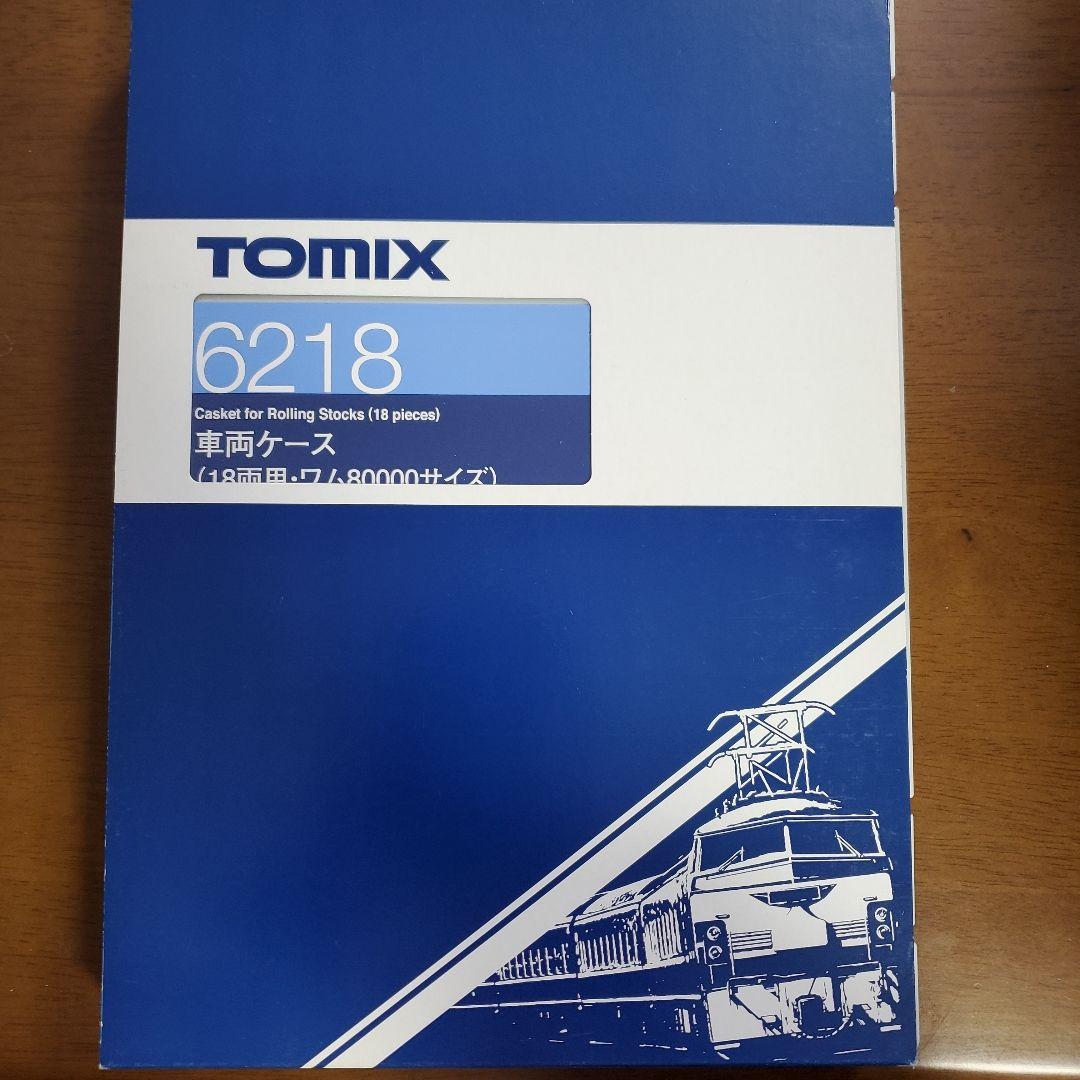 TOMIX
6218
Casket for Rolling Stocks (18 pieces)
車両ケース
(18両用・ワム80000サイズ)